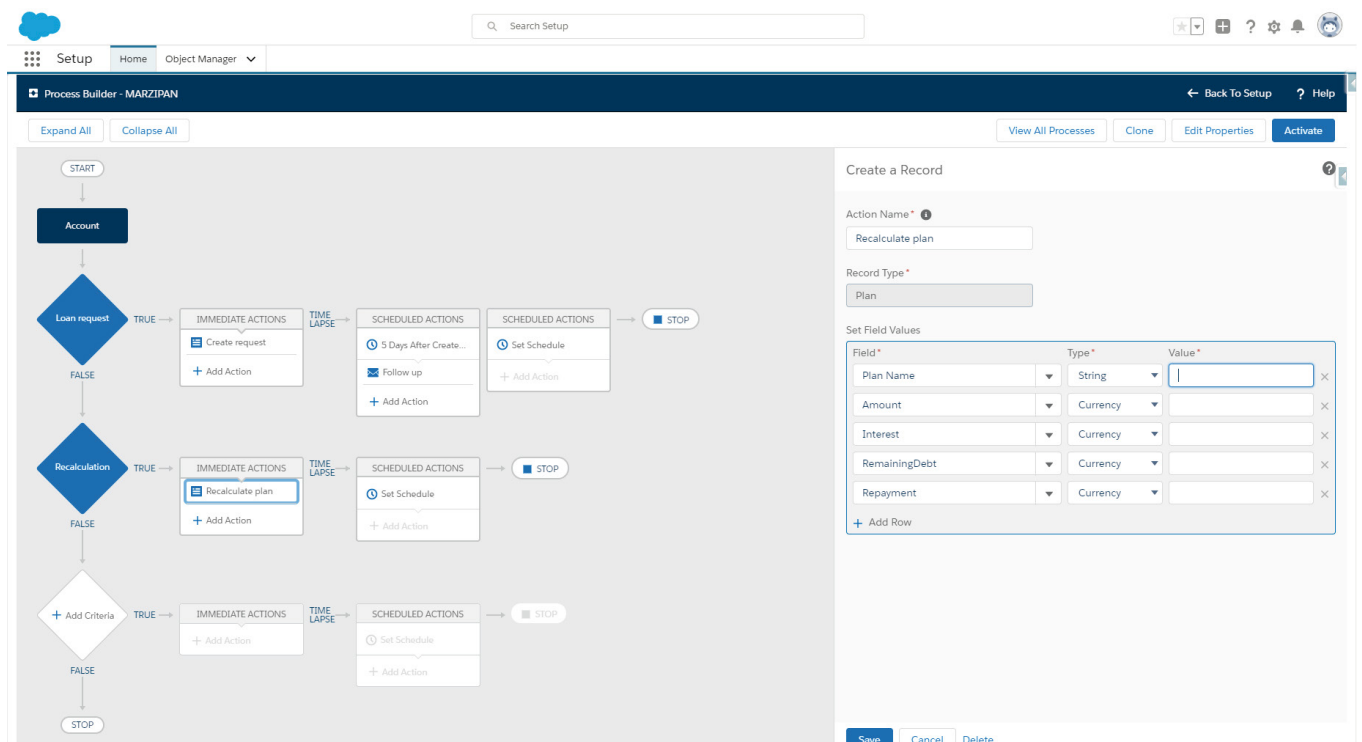 Search Setup
Setup Home Object Manager
Process Builder - MARZIPAN Back To Setup ? Help
Expand All Collapse All View All Processes Clone Edit Properties Activate
START
Account
Loan request
TRUE
FALSE
IMMEDIATE ACTIONS
Create request
+ Add Action
TIME LAPSE
SCHEDULED ACTIONS
5 Days After Create...
Follow up
+ Add Action
SCHEDULED ACTIONS
Set Schedule
+ Add Action
STOP
Recalculation
TRUE
FALSE
IMMEDIATE ACTIONS
Recalculate plan
+ Add Action
TIME LAPSE
SCHEDULED ACTIONS
Set Schedule
+ Add Action
STOP
+ Add Criteria
TRUE
FALSE
IMMEDIATE ACTIONS
+ Add Action
TIME LAPSE
SCHEDULED ACTIONS
Set Schedule
+ Add Action
STOP
STOP
Create a Record
Action Name*
Recalculate plan
Record Type*
Plan
Set Field Values
Field* Type* Value*
Plan Name String
Amount Currency
Interest Currency
RemainingDebt Currency
Repayment Currency
+ Add Row
Save Cancel Delete